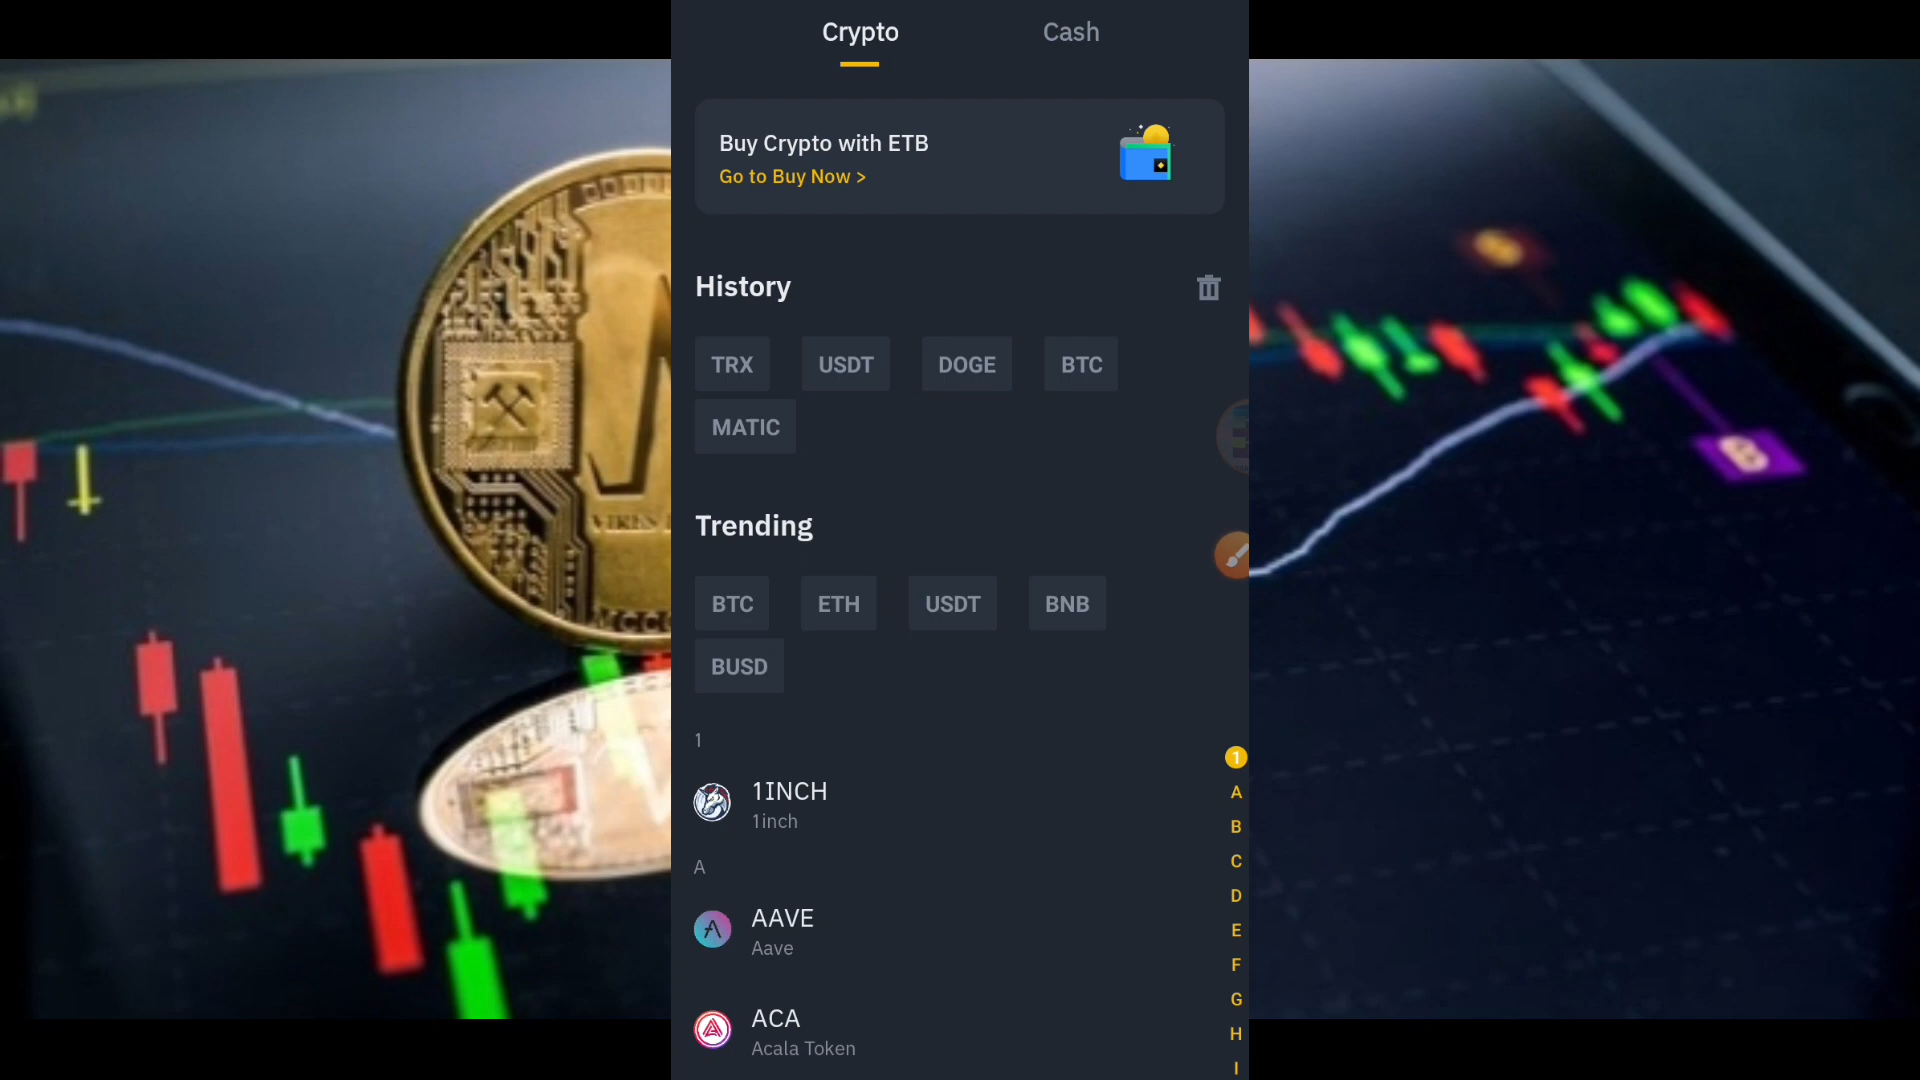 Crypto
Cash
Buy Crypto with ETB
Go to Buy Now >
History
TRX
USDT
DOGE
BTC
MATIC
Trending
BTC
ETH
USDT
BNB
BUSD
1
1INCH
1inch
A
AAVE
Aave
ACA
Acala Token
1
A
B
C
D
E
F
G
H
I